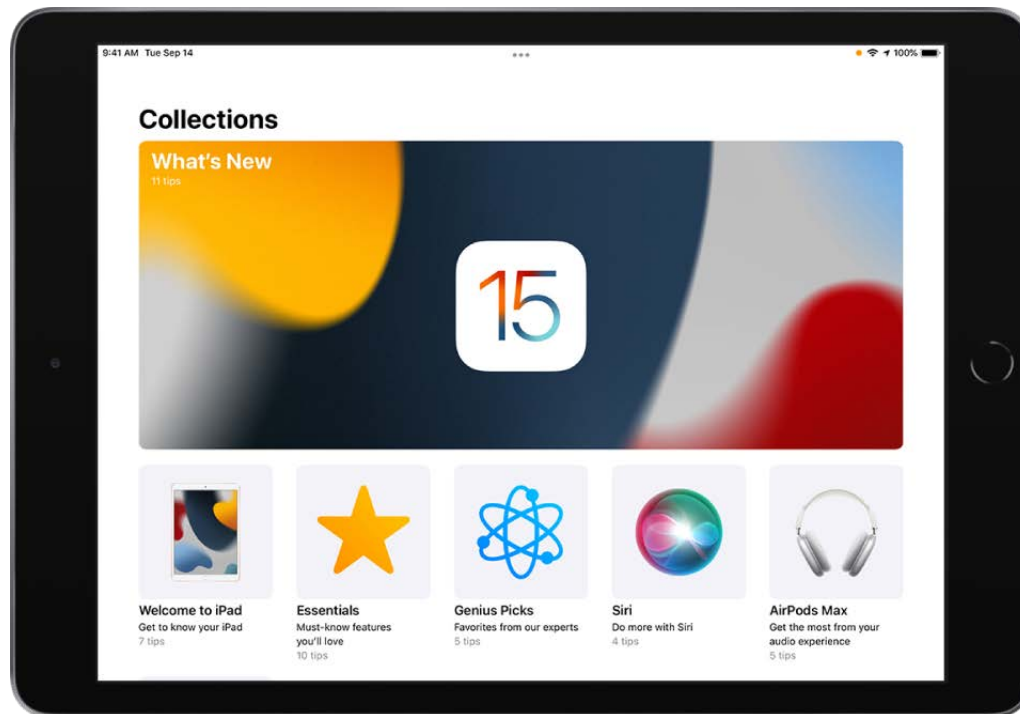 9:41 AM Tue Sep 14
100%
Collections
What's New
11 tips
15
Welcome to iPad
Get to know your iPad
7 tips
Essentials
Must-know features
you'll love
10 tips
Genius Picks
Favorites from our experts
5 tips
Siri
Do more with Siri
4 tips
AirPods Max
Get the most from your
audio experience
5 tips